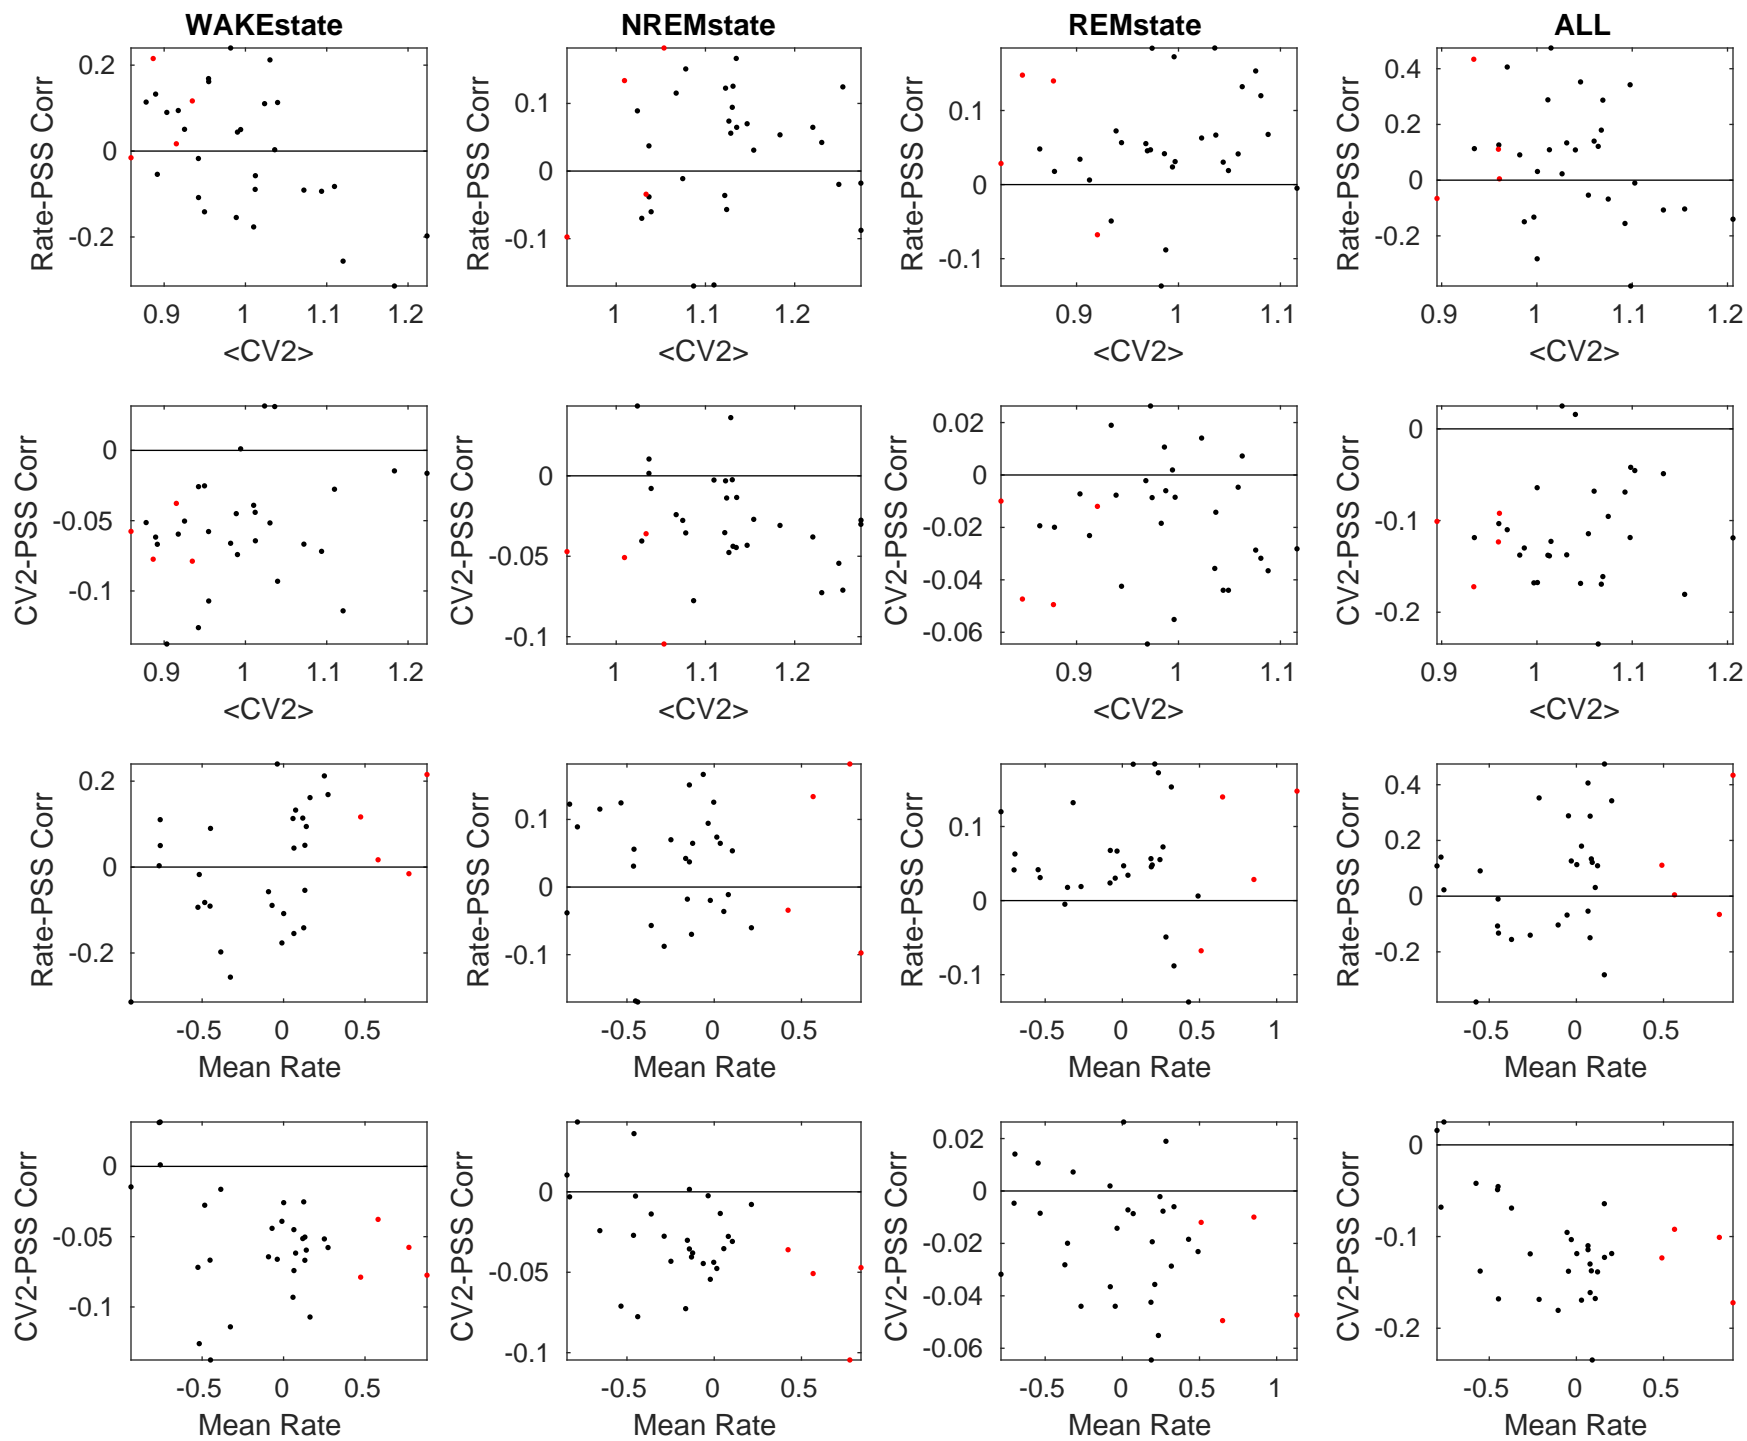 WAKEstate NREMstate REMstate ALL
0.2 0 -0.2 Rate-PSS Corr 0.9 1 1.1 1.2 <CV2>
0.1 0 -0.1 Rate-PSS Corr 1 1.1 1.2 <CV2>
0.1 0 -0.1 Rate-PSS Corr 0.9 1 1.1 <CV2>
0.4 0.2 0 -0.2 Rate-PSS Corr 0.9 1 1.1 1.2 <CV2>
0 -0.05 -0.1 CV2-PSS Corr 0.9 1 1.1 1.2 <CV2>
0 -0.05 -0.1 CV2-PSS Corr 1 1.1 1.2 <CV2>
0.02 0 -0.02 -0.04 -0.06 CV2-PSS Corr 0.9 1 1.1 <CV2>
0 -0.1 -0.2 CV2-PSS Corr 0.9 1 1.1 1.2 <CV2>
0.2 0 -0.2 Rate-PSS Corr -0.5 0 0.5 Mean Rate
0.1 0 -0.1 Rate-PSS Corr -0.5 0 0.5 Mean Rate
0.1 0 -0.1 Rate-PSS Corr -0.5 0 0.5 1 Mean Rate
0.4 0.2 0 -0.2 Rate-PSS Corr -0.5 0 0.5 Mean Rate
0 -0.05 -0.1 CV2-PSS Corr -0.5 0 0.5 Mean Rate
0 -0.05 -0.1 CV2-PSS Corr -0.5 0 0.5 Mean Rate
0.02 0 -0.02 -0.04 -0.06 CV2-PSS Corr -0.5 0 0.5 1 Mean Rate
0 -0.1 -0.2 CV2-PSS Corr -0.5 0 0.5 Mean Rate